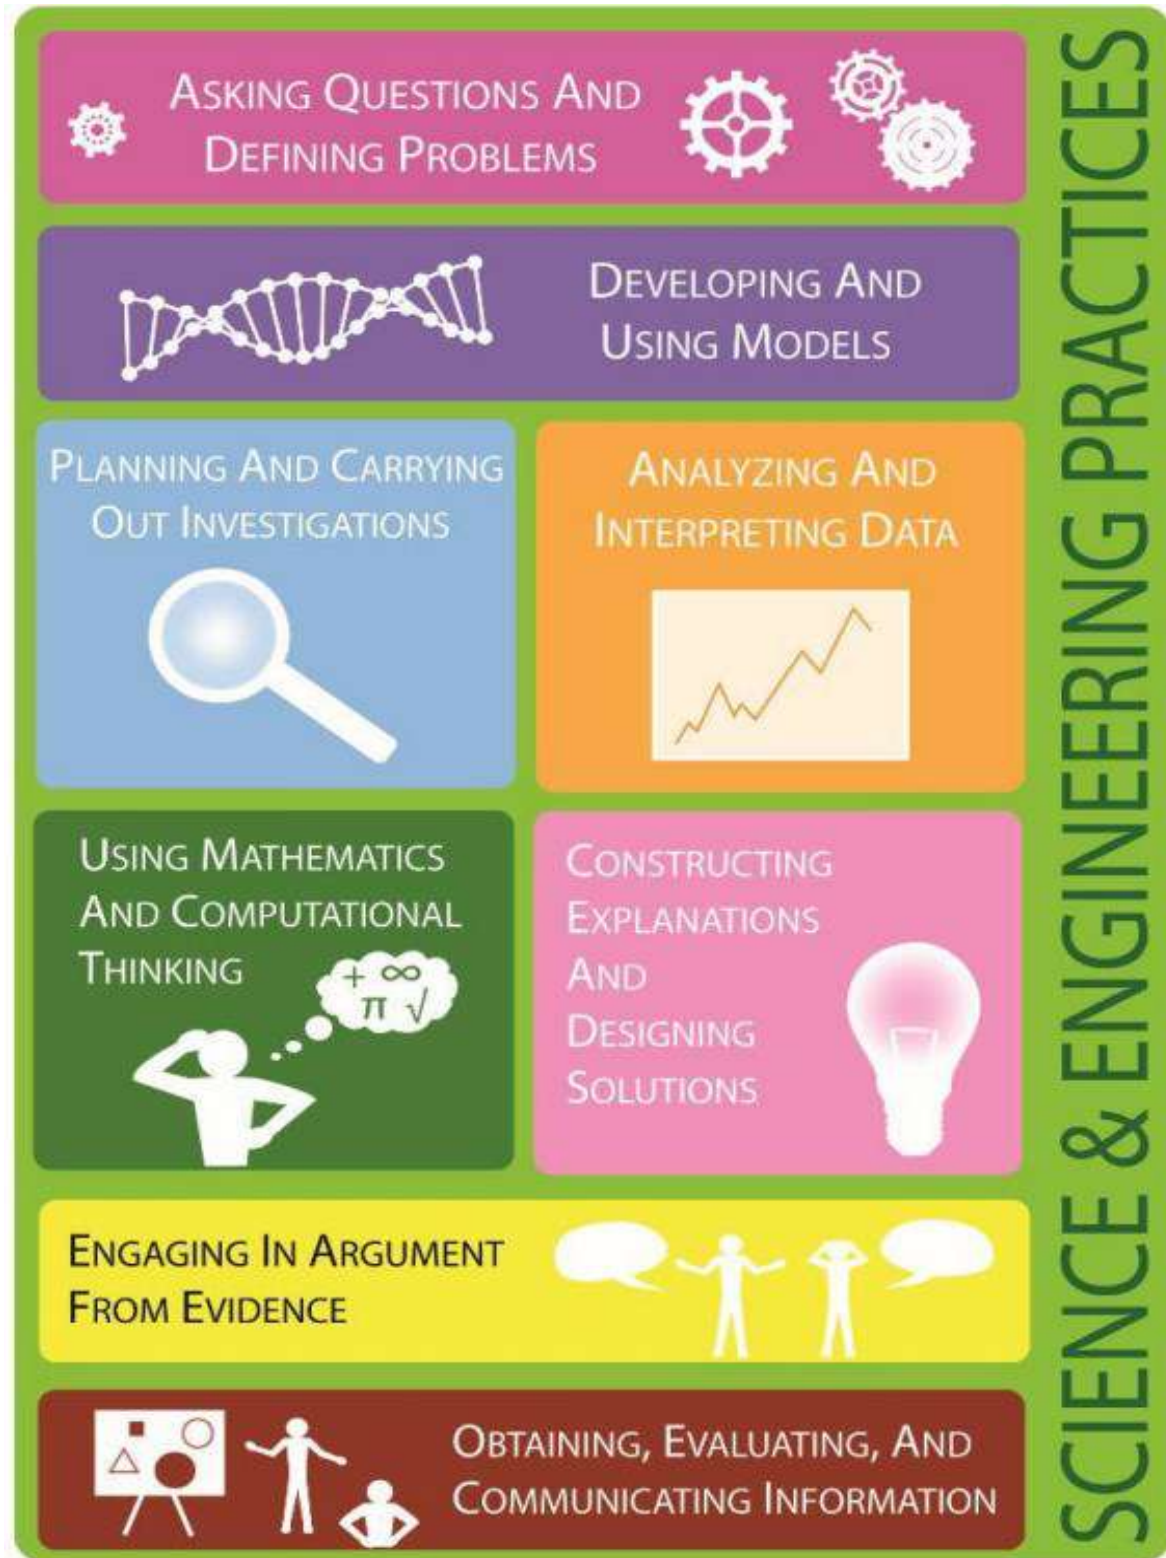 ASKING QUESTIONS AND
DEFINING PROBLEMS
DEVELOPING AND
USING MODELS
PLANNING AND CARRYING
OUT INVESTIGATIONS
ANALYZING AND
INTERPRETING DATA
USING MATHEMATICS
AND COMPUTATIONAL
THINKING
+ ∞
π √
CONSTRUCTING
EXPLANATIONS
AND
DESIGNING
SOLUTIONS
ENGAGING IN ARGUMENT
FROM EVIDENCE
OBTAINING, EVALUATING, AND
COMMUNICATING INFORMATION
SCIENCE & ENGINEERING PRACTICES